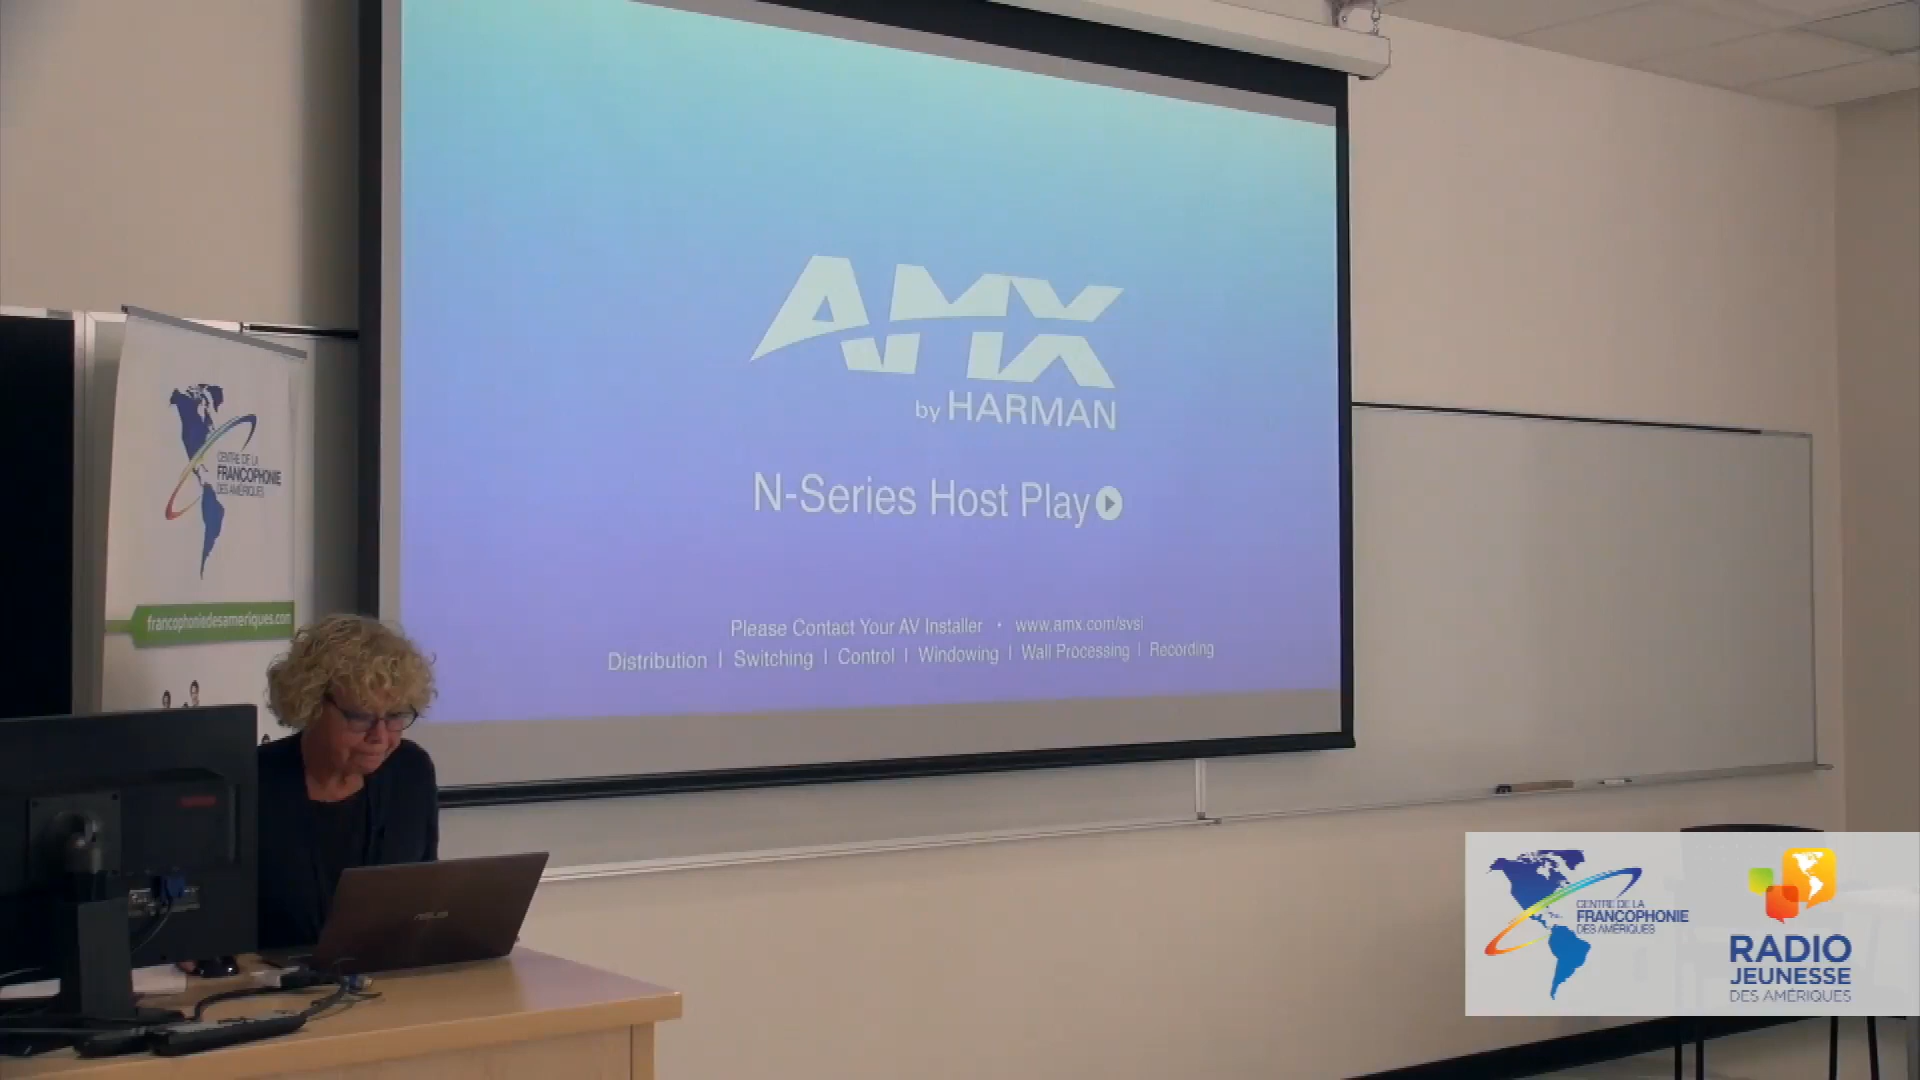 AMX
by HARMAN
N-Series Host Play
Please Contact Your AV Installer • www.amx.com/svsi
Distribution | Switching | Control | Windowing | Wall Processing | Recording
CENTRE DE LA
FRANCOPHONIE
DES AMÉRIQUES
francophoniedesameriques.com
ASUS
CENTRE DE LA
FRANCOPHONIE
DES AMÉRIQUES
RADIO
JEUNESSE
DES AMÉRIQUES